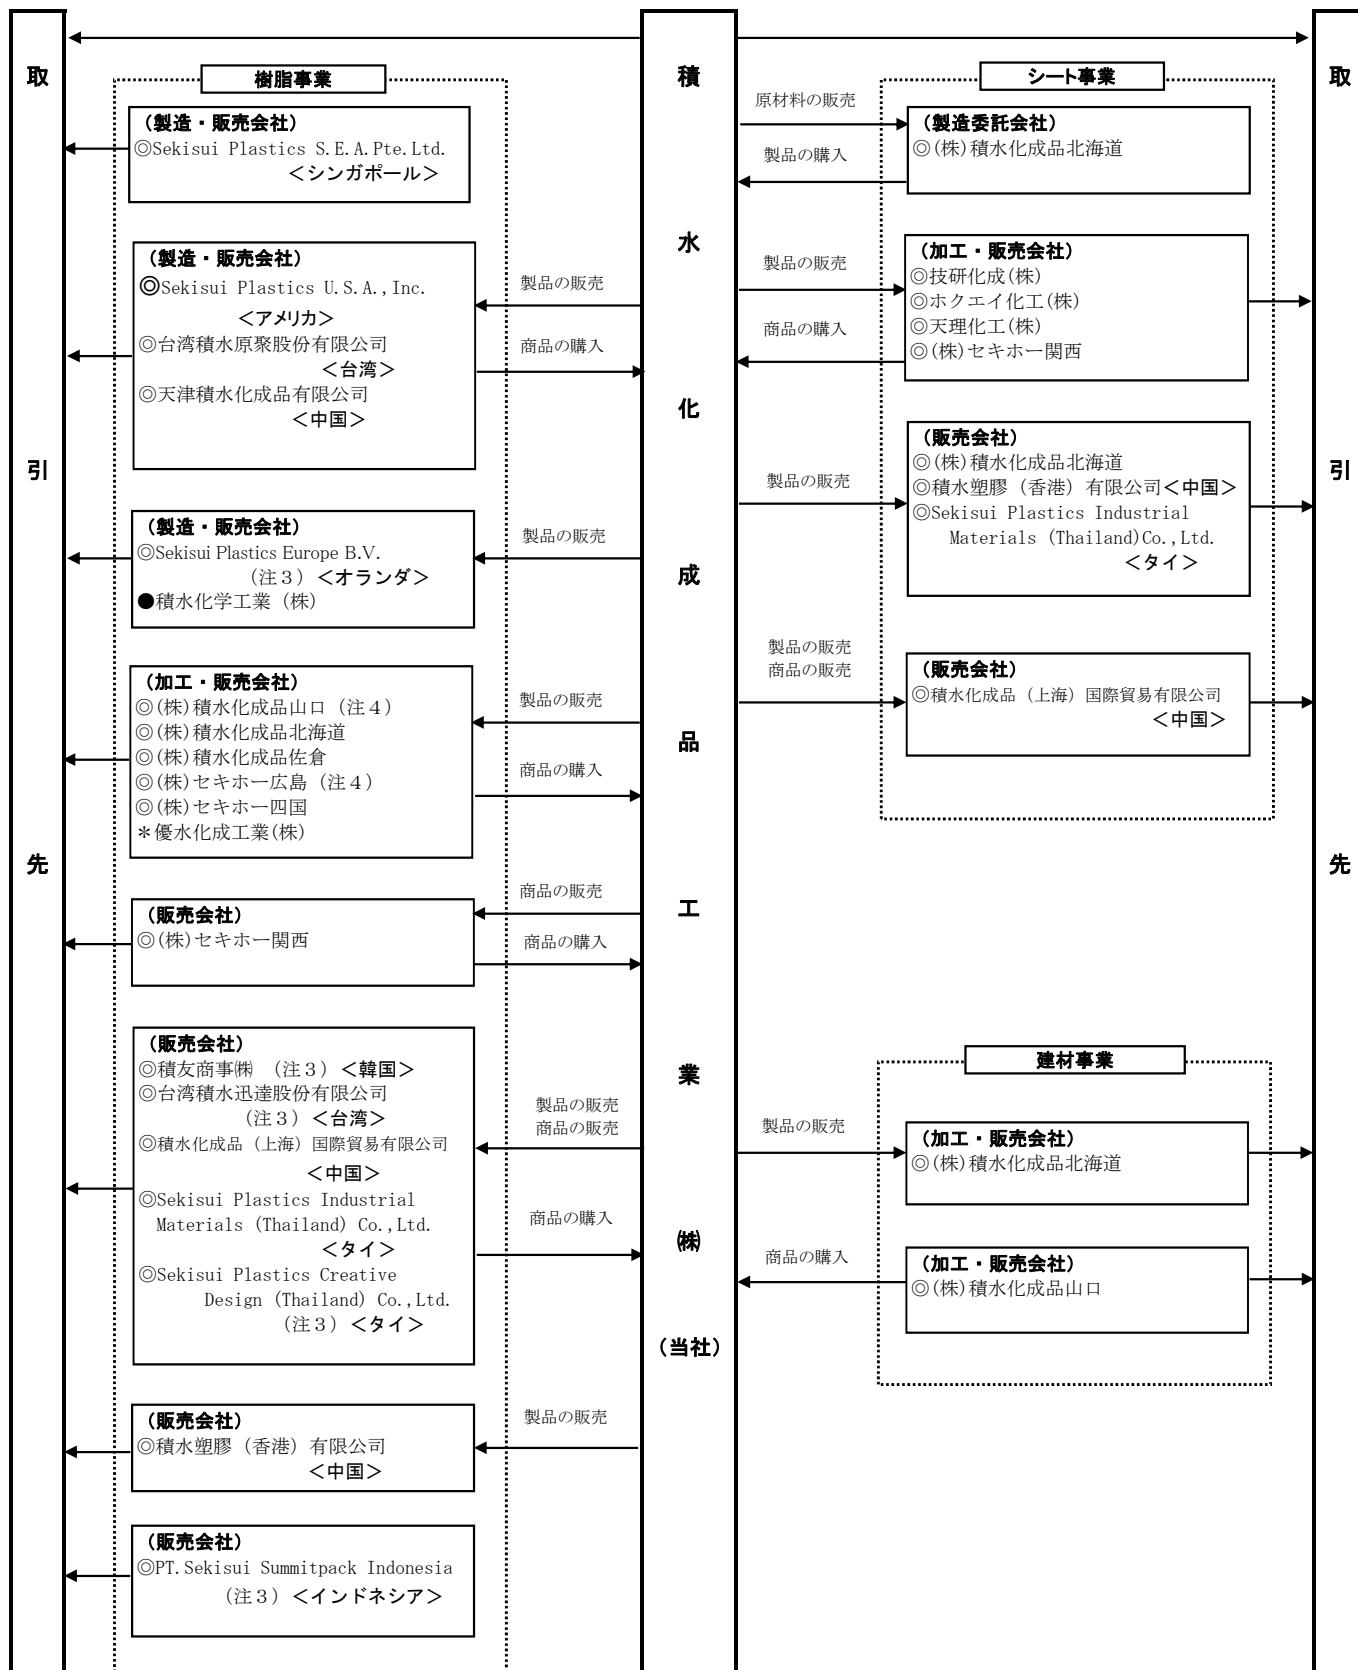 取
引
先
樹脂事業
（製造・販売会社）
◎Sekisui Plastics S.E.A.Pte.Ltd.
＜シンガポール＞
（製造・販売会社）
◎Sekisui Plastics U.S.A.,Inc.
＜アメリカ＞
◎台湾積水原聚股份有限公司
＜台湾＞
◎天津積水化成品有限公司
＜中国＞
製品の販売
商品の購入
（製造・販売会社）
◎Sekisui Plastics Europe B.V.
（注３）＜オランダ＞
●積水化学工業（株）
製品の販売
（加工・販売会社）
◎(株)積水化成品山口（注４）
◎(株)積水化成品北海道
◎(株)積水化成品佐倉
◎(株)セキホー広島（注４）
◎(株)セキホー四国
＊優水化成工業(株)
製品の販売
商品の購入
（販売会社）
◎(株)セキホー関西
商品の販売
商品の購入
（販売会社）
◎積友商事㈱ （注３）＜韓国＞
◎台湾積水迅達股份有限公司
（注３）＜台湾＞
◎積水化成品（上海）国際貿易有限公司
＜中国＞
◎Sekisui Plastics Industrial
Materials (Thailand) Co.,Ltd.
＜タイ＞
◎Sekisui Plastics Creative
Design (Thailand) Co.,Ltd.
（注３）＜タイ＞
製品の販売
商品の販売
商品の購入
（販売会社）
◎積水塑膠（香港）有限公司
＜中国＞
製品の販売
（販売会社）
◎PT.Sekisui Summitpack Indonesia
（注３）＜インドネシア＞
積
水
化
成
品
工
業
㈱
（当社）
シート事業
原材料の販売
製品の購入
（製造委託会社）
◎(株)積水化成品北海道
製品の販売
商品の購入
（加工・販売会社）
◎技研化成(株)
◎ホクエイ化工(株)
◎天理化工(株)
◎(株)セキホー関西
製品の販売
（販売会社）
◎(株)積水化成品北海道
◎積水塑膠（香港）有限公司＜中国＞
◎Sekisui Plastics Industrial
Materials (Thailand)Co.,Ltd.
＜タイ＞
製品の販売
商品の販売
（販売会社）
◎積水化成品（上海）国際貿易有限公司
＜中国＞
建材事業
製品の販売
（加工・販売会社）
◎(株)積水化成品北海道
商品の購入
（加工・販売会社）
◎(株)積水化成品山口
取
引
先